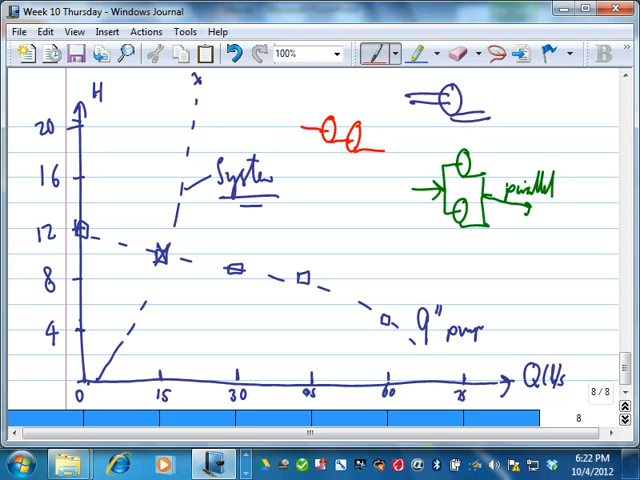 Week 10 Thursday - Windows Journal
File Edit View Insert Actions Tools Help
100%
B
H
20
16
12
8
4
System
parallel
9" pump
0 15 30 45 60 75
Q (l/s
8 / 8
8
6:22 PM
10/4/2012